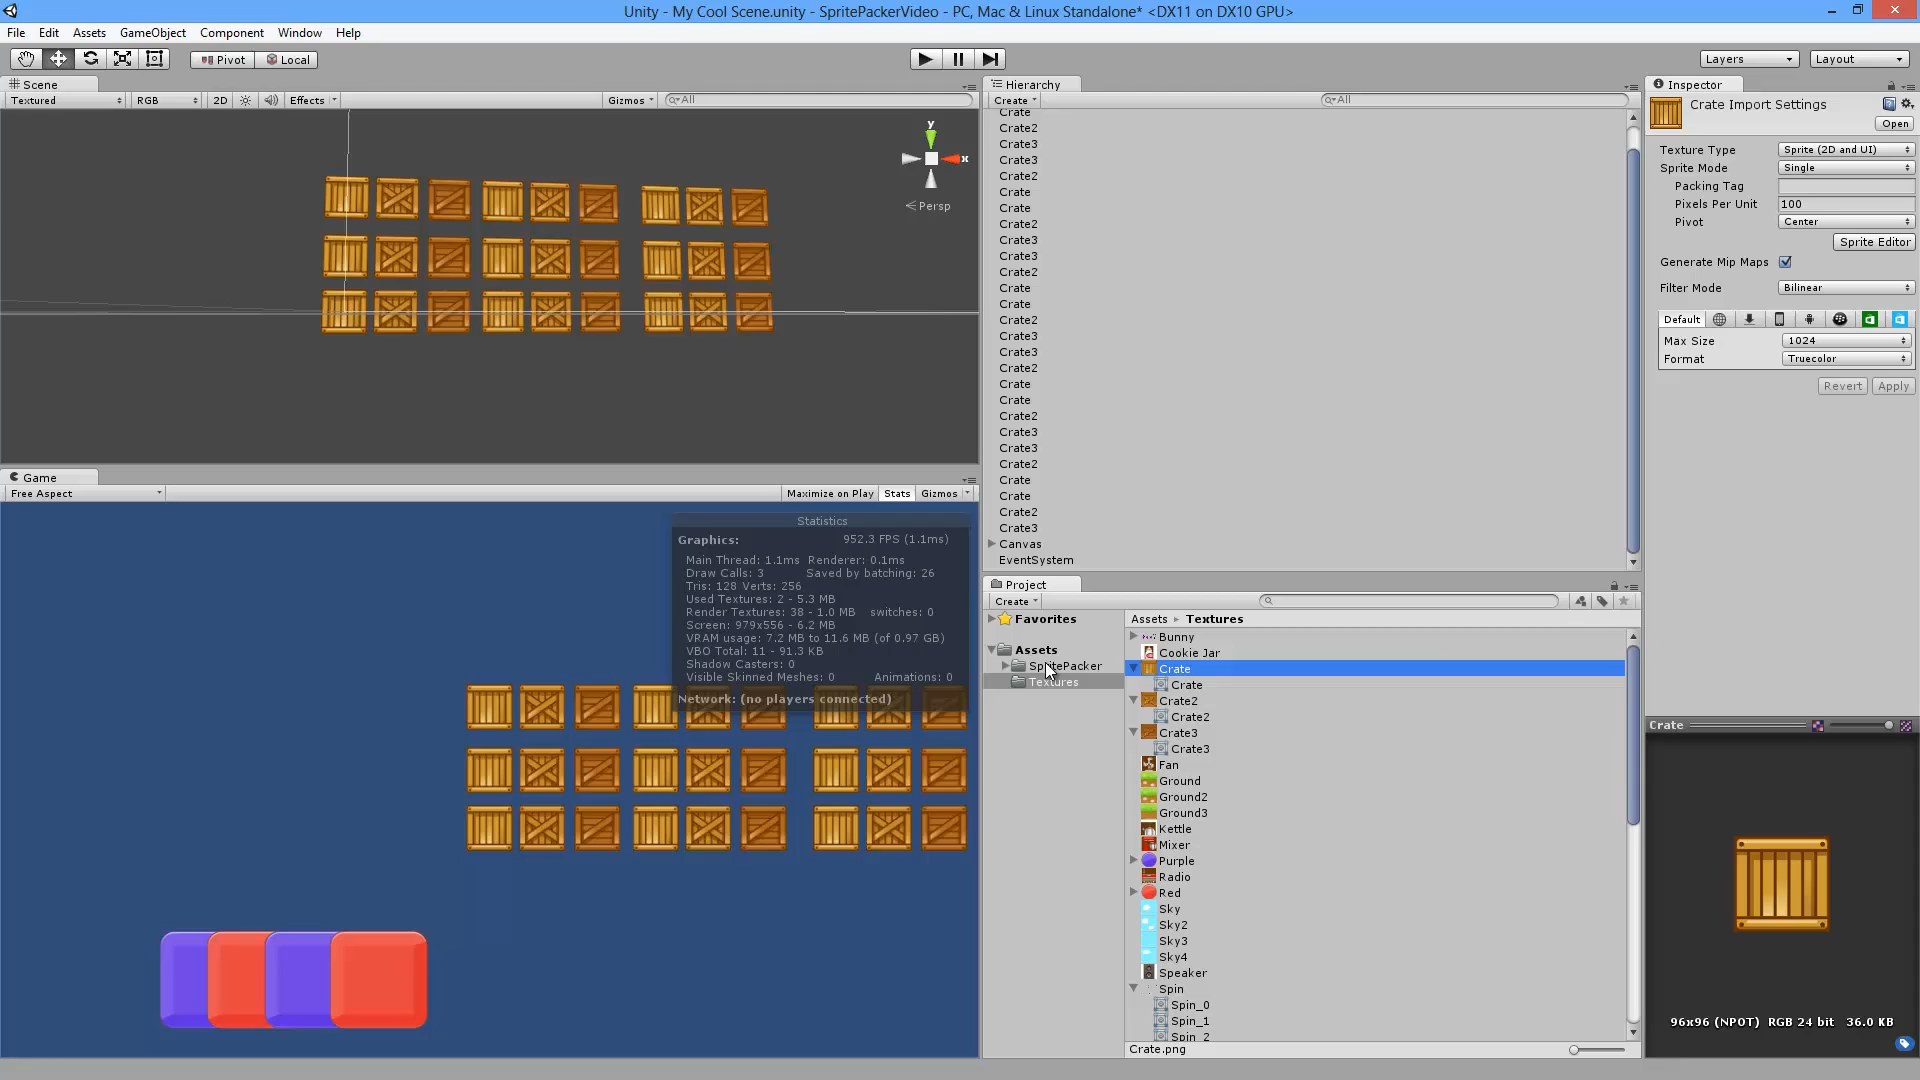 Unity - My Cool Scene.unity - SpritePackerVideo - PC, Mac & Linux Standalone* <DX11 on DX10 GPU>
File Edit Assets GameObject Component Window Help
Pivot Local Layers Layout
Scene
Textured RGB 2D Effects Gizmos All
y
x
Persp
Game
Free Aspect Maximize on Play Stats Gizmos
Statistics
Graphics: 952.3 FPS (1.1ms)
Main Thread: 1.1ms Renderer: 0.1ms
Draw Calls: 3 Saved by batching: 26
Tris: 128 Verts: 256
Used Textures: 2 - 5.3 MB
Render Textures: 38 - 1.0 MB switches: 0
Screen: 979x556 - 6.2 MB
VRAM usage: 7.2 MB to 11.6 MB (of 0.97 GB)
VBO Total: 11 - 91.3 KB
Shadow Casters: 0
Visible Skinned Meshes: 0 Animations: 0
Network: (no players connected)
Hierarchy
Create All
Crate
Crate2
Crate3
Crate3
Crate2
Crate
Crate
Crate2
Crate3
Crate3
Crate2
Crate
Crate
Crate2
Crate3
Crate3
Crate2
Crate
Crate
Crate2
Crate3
Crate3
Crate2
Crate
Crate
Crate2
Crate3
Canvas
EventSystem
Project
Create
Favorites
Assets
SpritePacker
Textures
Assets Textures
Bunny
Cookie Jar
Crate
Crate
Crate2
Crate2
Crate3
Crate3
Fan
Ground
Ground2
Ground3
Kettle
Mixer
Purple
Radio
Red
Sky
Sky2
Sky3
Sky4
Speaker
Spin
Spin_0
Spin_1
Spin_2
Crate.png
Inspector
Crate Import Settings
Open
Texture Type Sprite (2D and UI)
Sprite Mode Single
Packing Tag
Pixels Per Unit 100
Pivot Center
Sprite Editor
Generate Mip Maps
Filter Mode Bilinear
Default
Max Size 1024
Format Truecolor
Revert Apply
Crate
96x96 (NPOT) RGB 24 bit 36.0 KB